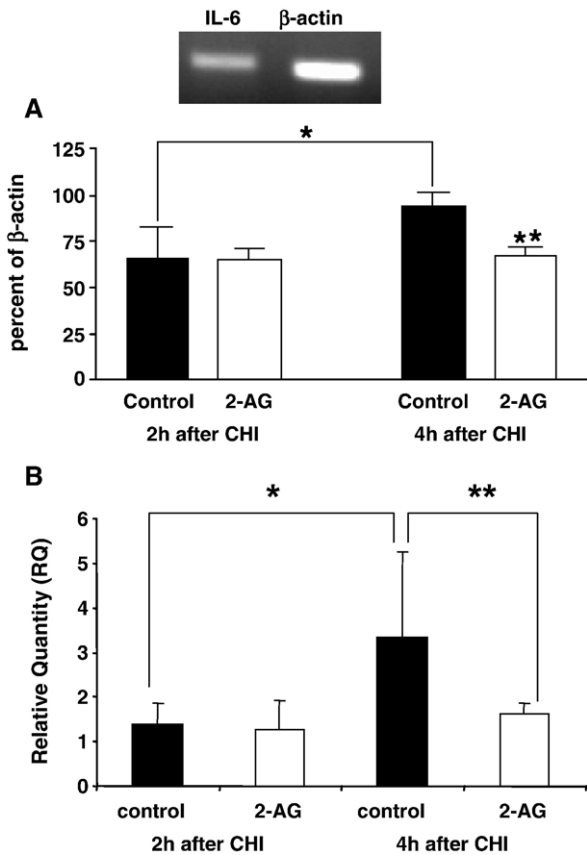 IL-6 β-actin
A
*
percent of β-actin
125
100
75
50
25
0
**
Control 2-AG Control 2-AG
2h after CHI 4h after CHI
B
* **
Relative Quantity (RQ)
6
5
4
3
2
1
0
control 2-AG control 2-AG
2h after CHI 4h after CHI